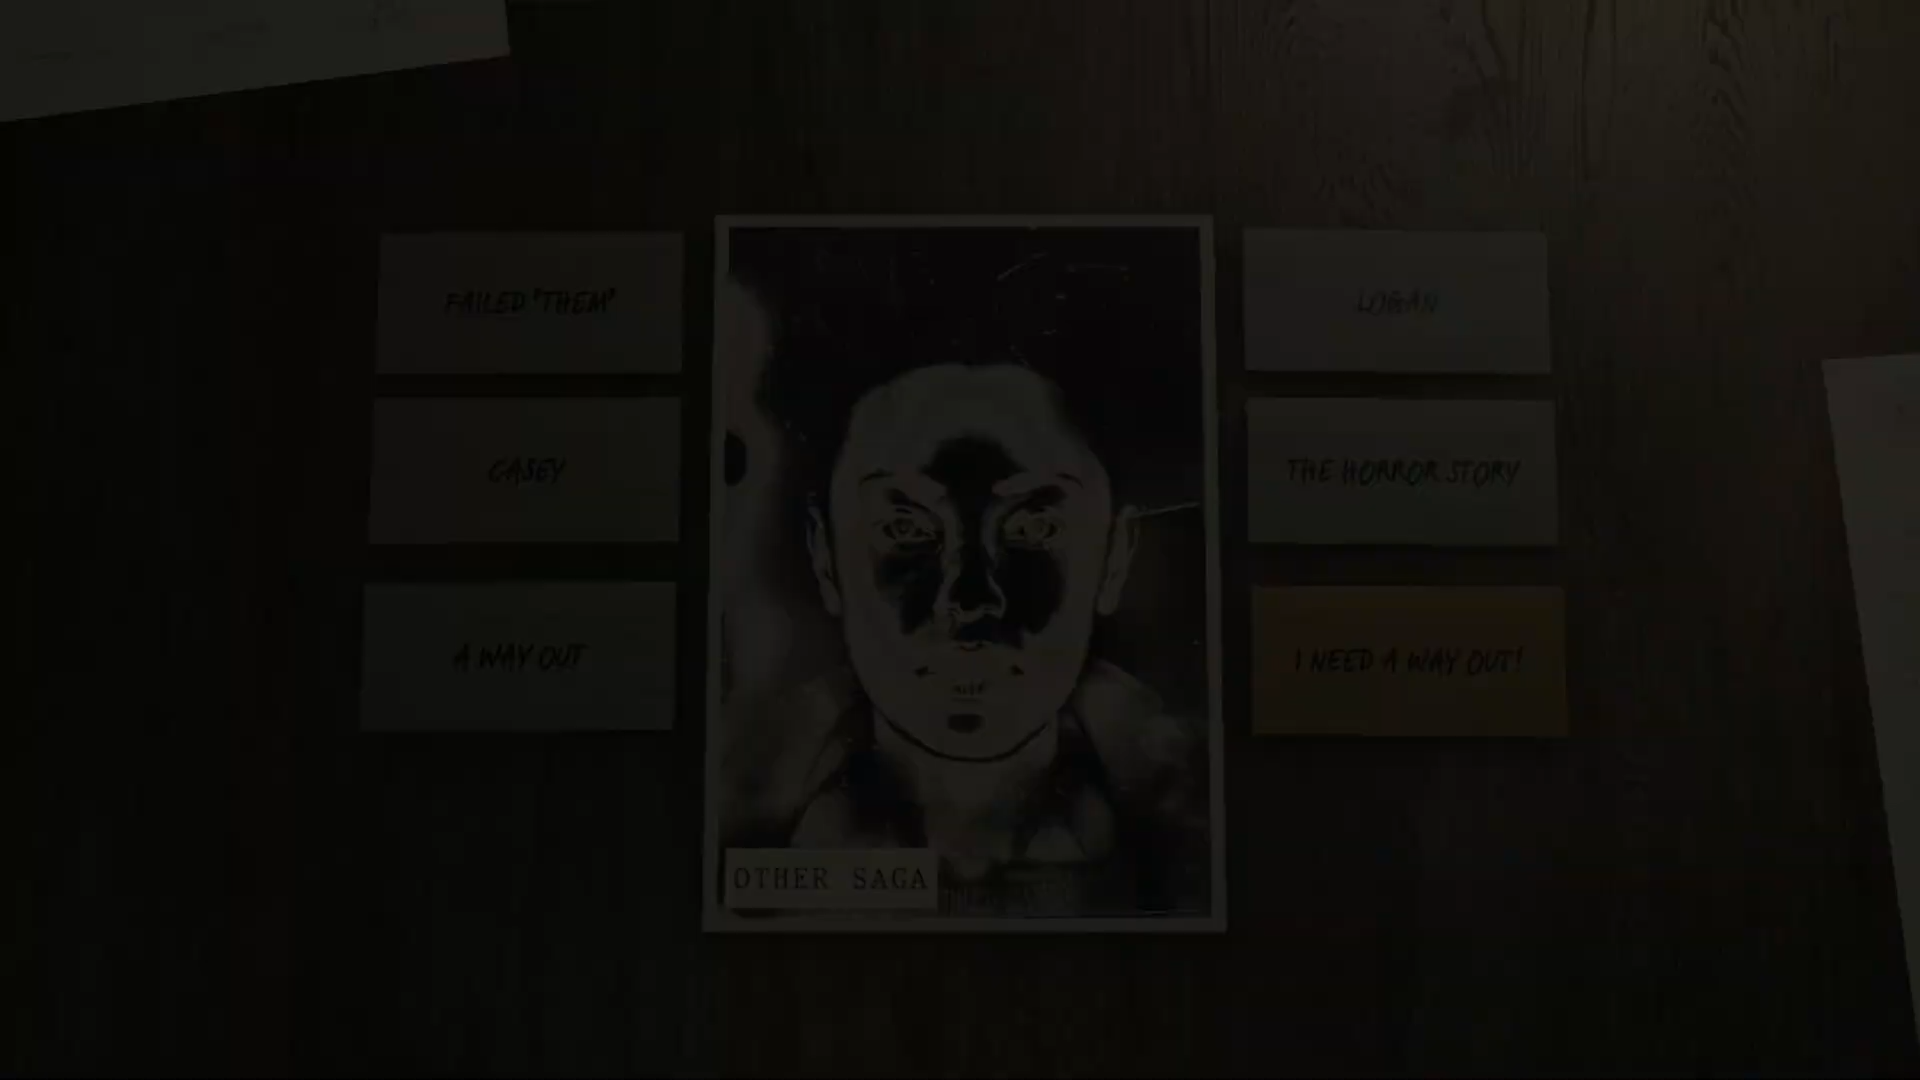 FAILED 'THEM'
CASEY
A WAY OUT
LOGAN
THE HORROR STORY
I NEED A WAY OUT!
OTHER SAGA